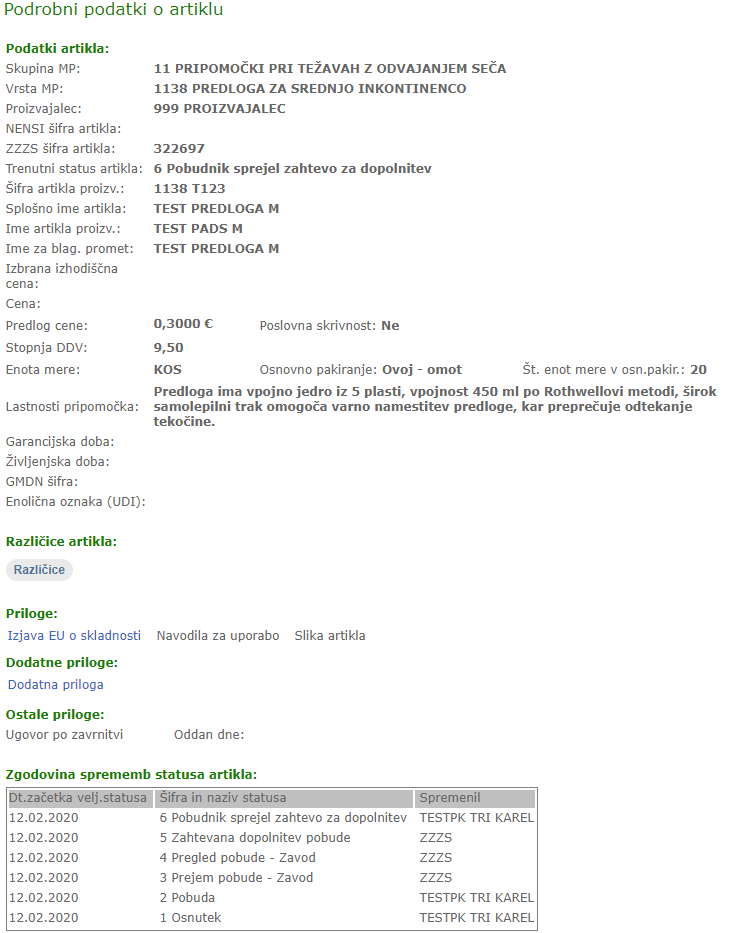 Podrobni podatki o artiklu
Podatki artikla:
Skupina MP: 11 PRIPOMOČKI PRI TEŽAVAH Z ODVAJANJEM SEČA
Vrsta MP: 1138 PREDLOGA ZA SREDNJO INKONTINENCO
Proizvajalec: 999 PROIZVAJALEC
NENSI šifra artikla:
ZZZS šifra artikla: 322697
Trenutni status artikla: 6 Pobudnik sprejel zahtevo za dopolnitev
Šifra artikla proizv.: 1138 T123
Splošno ime artikla: TEST PREDLOGA M
Ime artikla proizv.: TEST PADS M
Ime za blag. promet: TEST PREDLOGA M
Izbrana izhodiščna
cena:
Cena:
Predlog cene: 0,3000 € Poslovna skrivnost: Ne
Stopnja DDV: 9,50
Enota mere: KOS Osnovno pakiranje: Ovoj - omot Št. enot mere v osn.pakir.: 20
Lastnosti pripomočka: Predloga ima vpojno jedro iz 5 plasti, vpojnost 450 ml po Rothwellovi metodi, širok
samolepilni trak omogoča varno namestitev predloge, kar preprečuje odtekanje
tekočine.
Garancijska doba:
Življenjska doba:
GMDN šifra:
Enolična oznaka (UDI):
Različice artikla:
Različice
Priloge:
Izjava EU o skladnosti Navodila za uporabo Slika artikla
Dodatne priloge:
Dodatna priloga
Ostale priloge:
Ugovor po zavrnitvi Oddan dne:
Zgodovina sprememb statusa artikla:
Dt.začetka velj.statusa Šifra in naziv statusa Spremenil
12.02.2020 6 Pobudnik sprejel zahtevo za dopolnitev TESTPK TRI KAREL
12.02.2020 5 Zahtevana dopolnitev pobude ZZZS
12.02.2020 4 Pregled pobude - Zavod ZZZS
12.02.2020 3 Prejem pobude - Zavod ZZZS
12.02.2020 2 Pobuda TESTPK TRI KAREL
12.02.2020 1 Osnutek TESTPK TRI KAREL